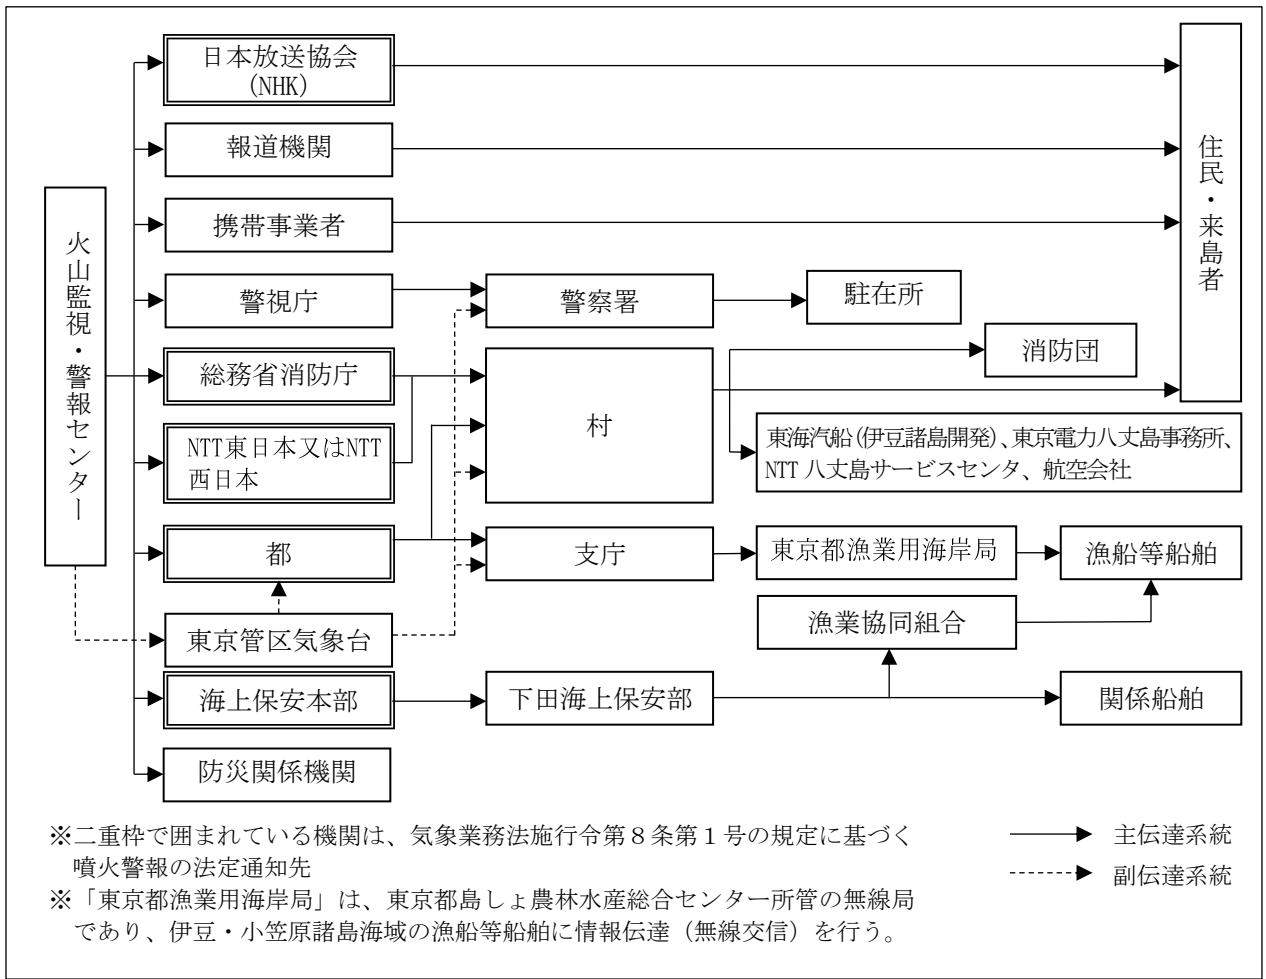 日本放送協会
(NHK)
報道機関
携帯事業者
警視庁
総務省消防庁
NTT東日本又はNTT
西日本
都
東京管区気象台
海上保安本部
防災関係機関
火山監視・警報センター
警察署
村
支庁
下田海上保安部
駐在所
消防団
東海汽船(伊豆諸島開発)、東京電力八丈島事務所、
NTT 八丈島サービスセンタ、航空会社
東京都漁業用海岸局
漁業協同組合
漁船等船舶
関係船舶
住民・来島者
※二重枠で囲まれている機関は、気象業務法施行令第8条第1号の規定に基づく
噴火警報の法定通知先
※「東京都漁業用海岸局」は、東京都島しょ農林水産総合センター所管の無線局
であり、伊豆・小笠原諸島海域の漁船等船舶に情報伝達(無線交信)を行う。
主伝達系統
副伝達系統